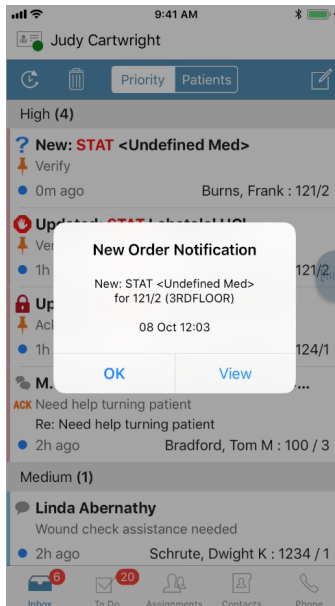 9:41 AM
Judy Cartwright
Priority Patients
High (4)
New: STAT <Undefined Med>
Verify
0m ago Burns, Frank : 121/2
Updated: STAT
1h 121/2
New Order Notification
New: STAT <Undefined Med>
for 121/2 (3RDFLOOR)
08 Oct 12:03
OK View
Up
1h 124/1
M. ...
ACK Need help turning patient
Re: Need help turning patient
2h ago Bradford, Tom M : 100 / 3
Medium (1)
Linda Abernathy
Wound check assistance needed
2h ago Schrute, Dwight K : 1234 / 1
6 20
Inbox To Do Assignments Contacts Phone